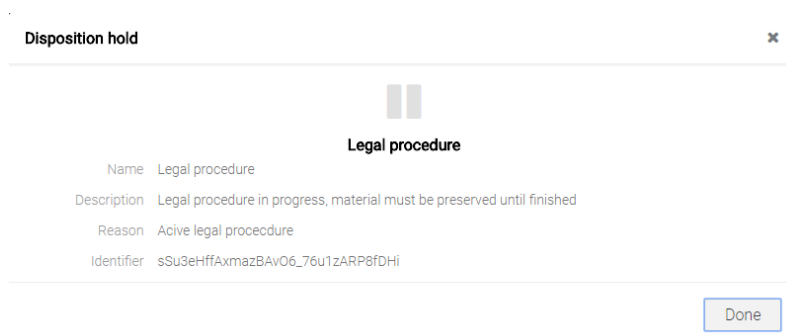 Disposition hold
Legal procedure
Name Legal procedure
Description Legal procedure in progress, material must be preserved until finished
Reason Acive legal procecdure
Identifier sSu3eHffAxmazBAvO6_76u1zARP8fDHi
Done